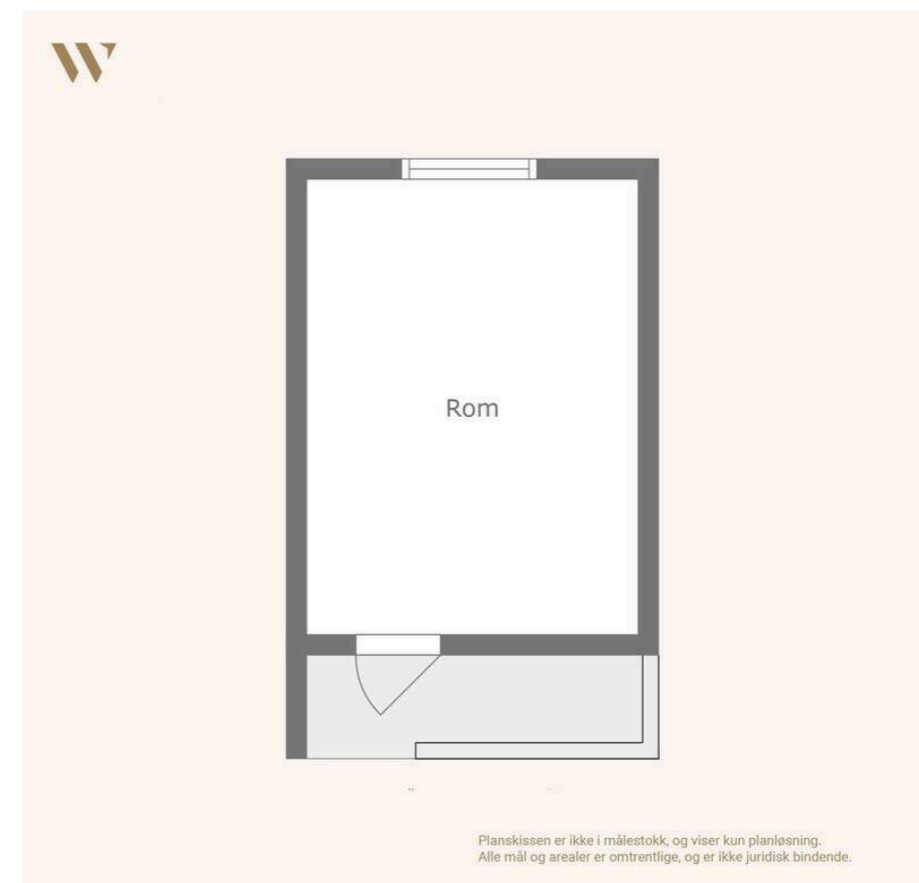 W
Rom
Planskissen er ikke i målestokk, og viser kun planløsning.
Alle mål og arealer er omtrentlige, og er ikke juridisk bindende.